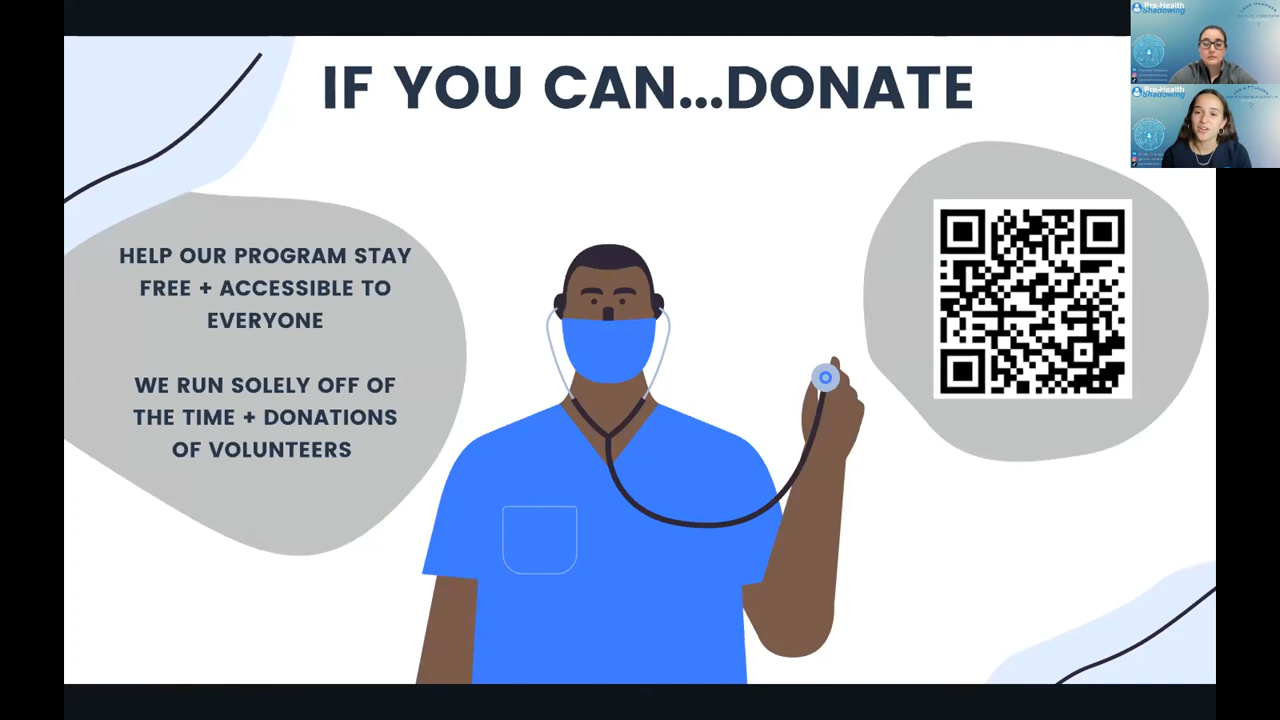 IF YOU CAN...DONATE
HELP OUR PROGRAM STAY
FREE + ACCESSIBLE TO
EVERYONE
WE RUN SOLELY OFF OF
THE TIME + DONATIONS
OF VOLUNTEERS
Pre-Health
Shadowing
Pre-Health
Shadowing